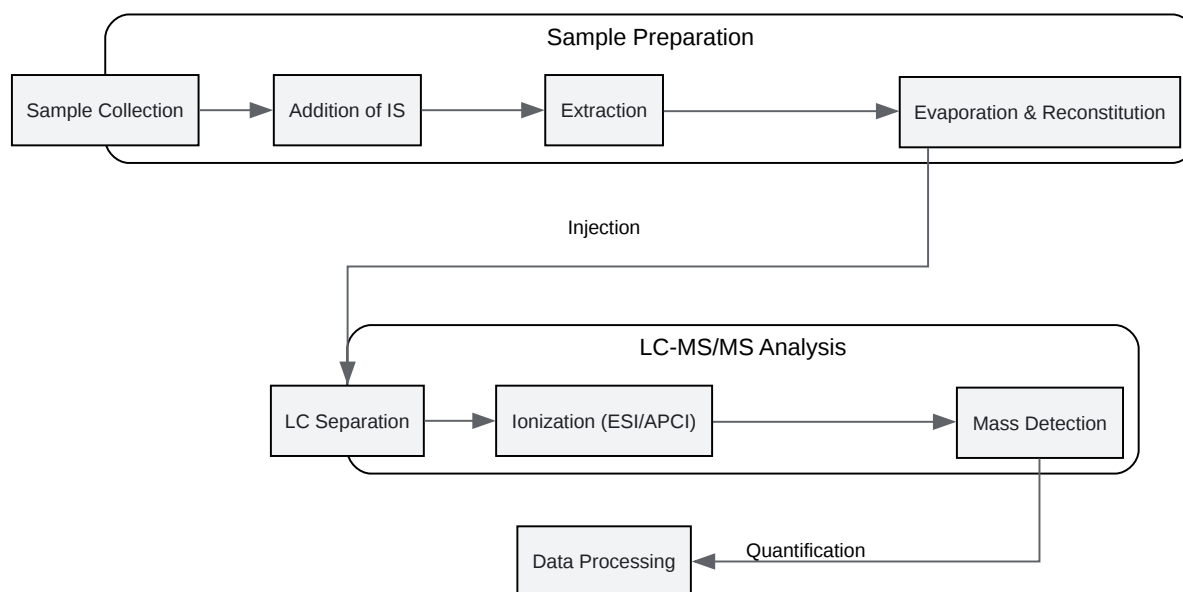 Sample Preparation
Sample Collection
Addition of IS
Extraction
Evaporation & Reconstitution
Injection
LC-MS/MS Analysis
LC Separation
Ionization (ESI/APCI)
Mass Detection
Data Processing
Quantification